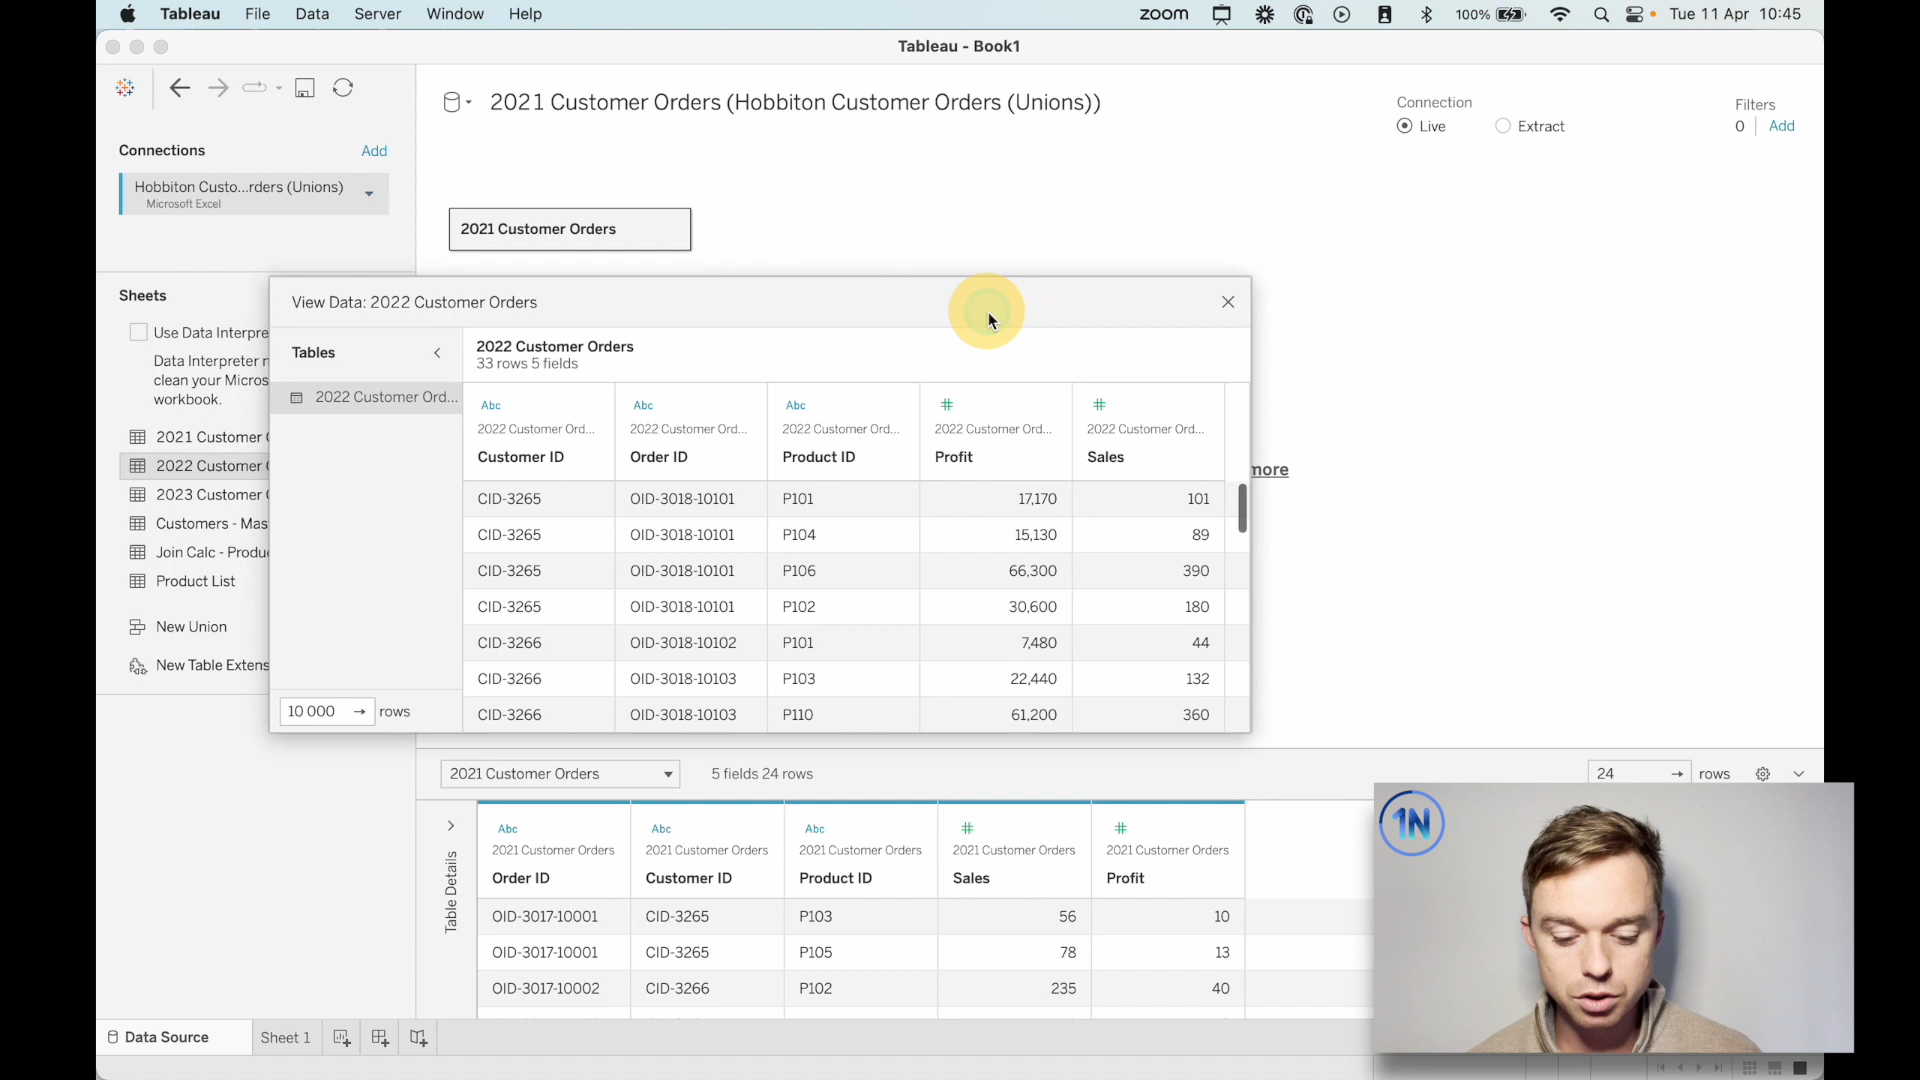 Tableau File Data Server Window Help
zoom 100% Tue 11 Apr 10:45
Tableau - Book1
2021 Customer Orders (Hobbiton Customer Orders (Unions))
Connection
Live Extract
Filters
0 Add
Connections Add
Hobbiton Custo...rders (Unions)
Microsoft Excel
2021 Customer Orders
Sheets
Use Data Interpre
Data Interpreter
clean your Micros
workbook.
2021 Customer
2022 Customer
2023 Customer
Customers - Mas
Join Calc - Produc
Product List
New Union
New Table Extens
View Data: 2022 Customer Orders
Tables
2022 Customer Ord...
10 000 → rows
2022 Customer Orders
33 rows 5 fields
Abc Abc Abc # #
2022 Customer Ord... 2022 Customer Ord... 2022 Customer Ord... 2022 Customer Ord... 2022 Customer Ord...
Customer ID Order ID Product ID Profit Sales
CID-3265 OID-3018-10101 P101 17,170 101
CID-3265 OID-3018-10101 P104 15,130 89
CID-3265 OID-3018-10101 P106 66,300 390
CID-3265 OID-3018-10101 P102 30,600 180
CID-3266 OID-3018-10102 P101 7,480 44
CID-3266 OID-3018-10103 P103 22,440 132
CID-3266 OID-3018-10103 P110 61,200 360
more
2021 Customer Orders 5 fields 24 rows 24 → rows
Table Details
Abc Abc Abc # #
2021 Customer Orders 2021 Customer Orders 2021 Customer Orders 2021 Customer Orders 2021 Customer Orders
Order ID Customer ID Product ID Sales Profit
OID-3017-10001 CID-3265 P103 56 10
OID-3017-10001 CID-3265 P105 78 13
OID-3017-10002 CID-3266 P102 235 40
1N
Data Source Sheet 1